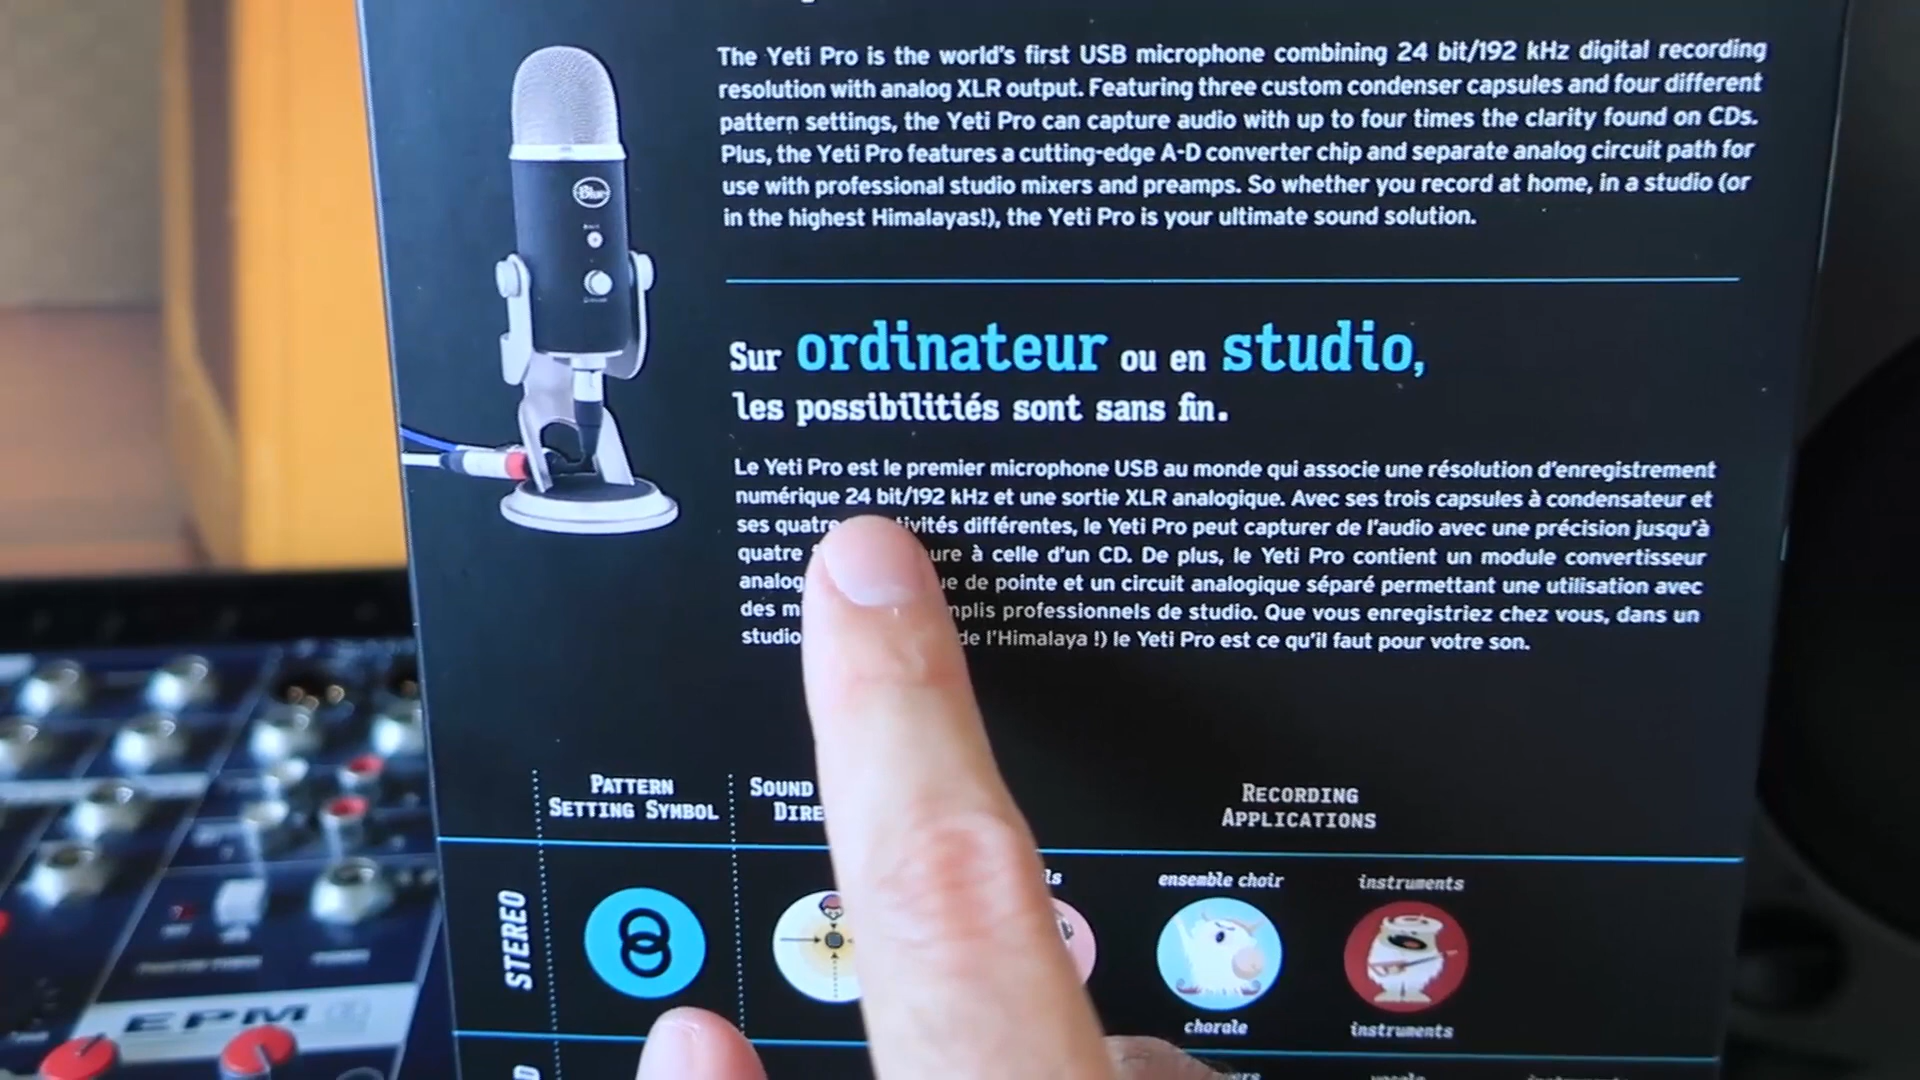 The Yeti Pro is the world's first USB microphone combining 24 bit/192 kHz digital recording
resolution with analog XLR output. Featuring three custom condenser capsules and four different
pattern settings, the Yeti Pro can capture audio with up to four times the clarity found on CDs.
Plus, the Yeti Pro features a cutting-edge A-D converter chip and separate analog circuit path for
use with professional studio mixers and preamps. So whether you record at home, in a studio (or
in the highest Himalayas!), the Yeti Pro is your ultimate sound solution.
Blue
Sur ordinateur ou en studio,
les possibilitiés sont sans fin.
Le Yeti Pro est le premier microphone USB au monde qui associe une résolution d'enregistrement
numérique 24 bit/192 kHz et une sortie XLR analogique. Avec ses trois capsules à condensateur et
ses quatre différentes, le Yeti Pro peut capturer de l'audio avec une précision jusqu'à
quatre à celle d'un CD. De plus, le Yeti Pro contient un module convertisseur
de pointe et un circuit analogique séparé permettant une utilisation avec
des professionnels de studio. Que vous enregistriez chez vous, dans un
studio de l'Himalaya !) le Yeti Pro est ce qu'il faut pour votre son.
PATTERN
SETTING SYMBOL
SOUND
RECORDING
APPLICATIONS
STEREO
ensemble choir
instruments
chorale
instruments
EPM